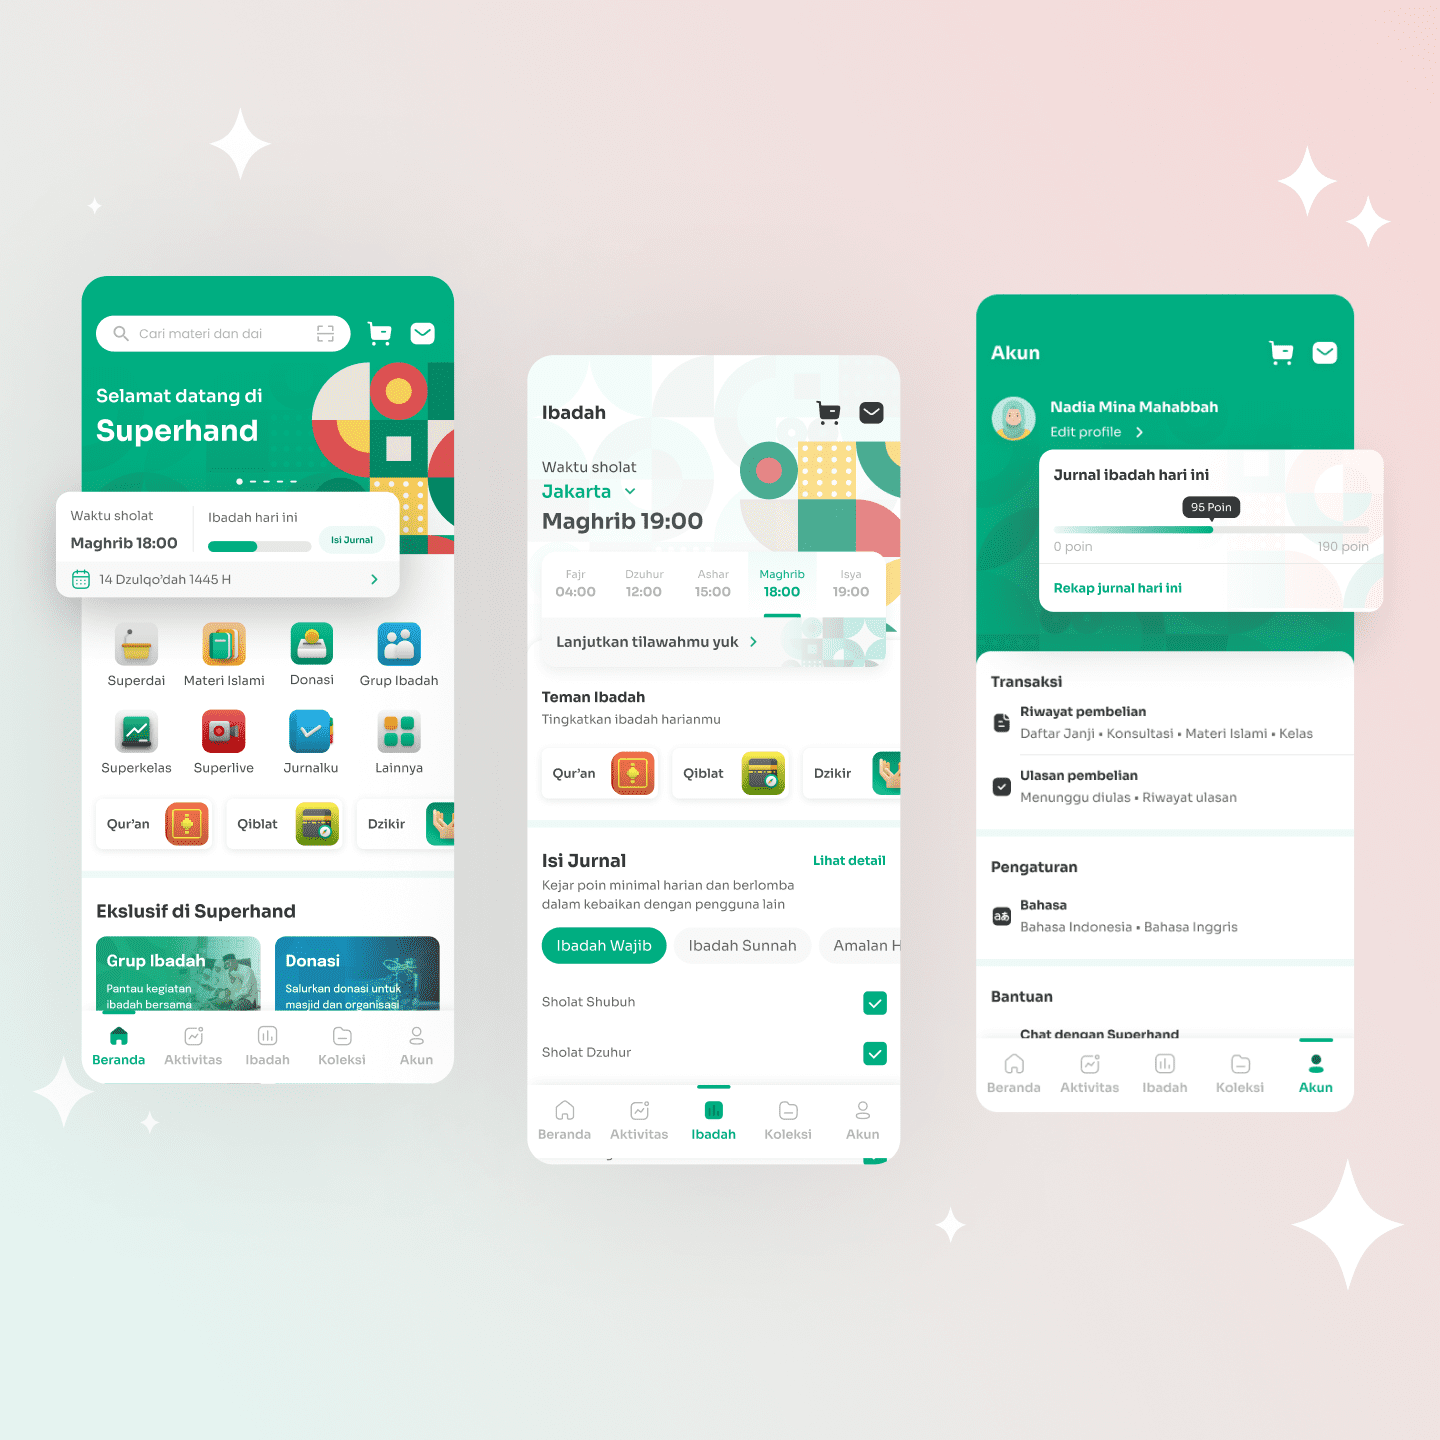 Cari materi dan dai
Selamat datang di
Superhand
Waktu sholat
Maghrib 18:00
Ibadah hari ini
Isi Jurnal
14 Dzulqo'dah 1445 H
Superdai
Materi Islami
Donasi
Grup Ibadah
Superkelas
Superlive
Jurnalku
Lainnya
Qur'an
Qiblat
Dzikir
Ekslusif di Superhand
Grup Ibadah
Pantau kegiatan
ibadah bersama
Donasi
Salurkan donasi untuk
masjid dan organisasi
Beranda
Aktivitas
Ibadah
Koleksi
Akun
Ibadah
Waktu sholat
Jakarta
Maghrib 19:00
Fajr
04:00
Dzuhur
12:00
Ashar
15:00
Maghrib
18:00
Isya
19:00
Lanjutkan tilawahmu yuk
Teman Ibadah
Tingkatkan ibadah harianmu
Qur'an
Qiblat
Dzikir
Isi Jurnal
Lihat detail
Kejar poin minimal harian dan berlomba
dalam kebaikan dengan pengguna lain
Ibadah Wajib
Ibadah Sunnah
Amalan H
Sholat Shubuh
Sholat Dzuhur
Beranda
Aktivitas
Ibadah
Koleksi
Akun
Akun
Nadia Mina Mahabbah
Edit profile
Jurnal ibadah hari ini
95 Poin
0 poin
190 poin
Rekap jurnal hari ini
Transaksi
Riwayat pembelian
Daftar Janji • Konsultasi • Materi Islami • Kelas
Ulasan pembelian
Menunggu diulas • Riwayat ulasan
Pengaturan
Bahasa
Bahasa Indonesia • Bahasa Inggris
Bantuan
Chat dengan Superhand
Beranda
Aktivitas
Ibadah
Koleksi
Akun